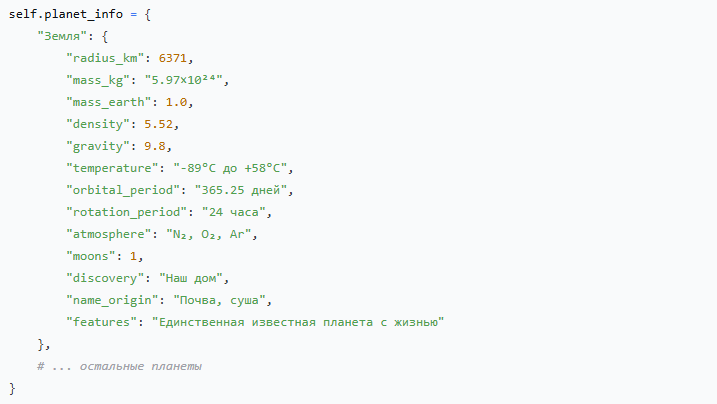 self.planet_info = {
    "Земля": {
        "radius_km": 6371,
        "mass_kg": "5.97×10²⁴",
        "mass_earth": 1.0,
        "density": 5.52,
        "gravity": 9.8,
        "temperature": "-89°C до +58°C",
        "orbital_period": "365.25 дней",
        "rotation_period": "24 часа",
        "atmosphere": "N₂, O₂, Ar",
        "moons": 1,
        "discovery": "Наш дом",
        "name_origin": "Почва, суша",
        "features": "Единственная известная планета с жизнью"
    },
    # ... остальные планеты
}